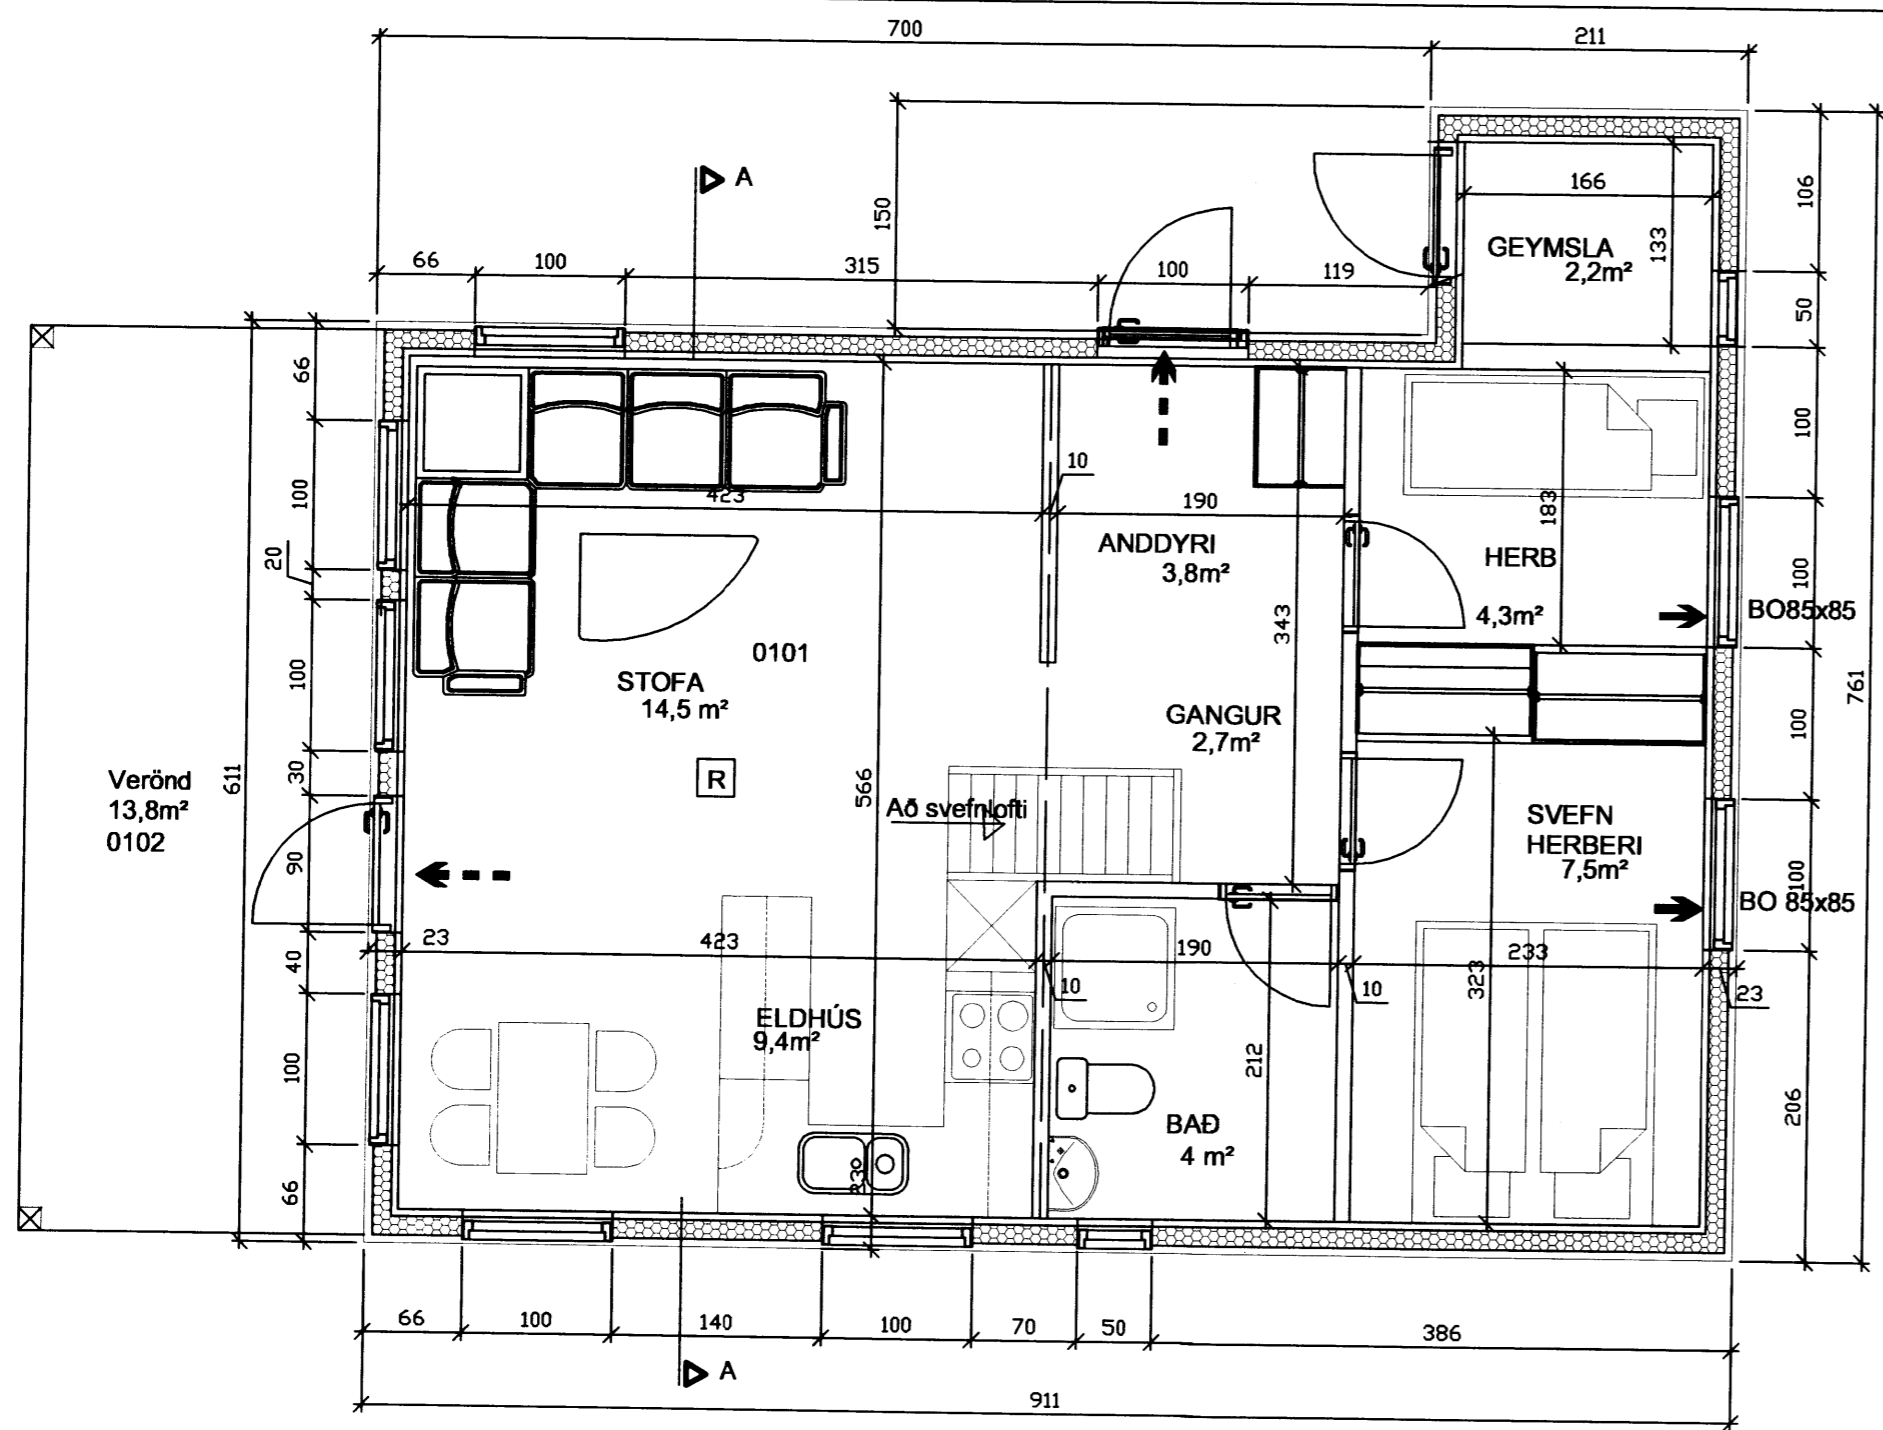 700
211
A
150
166
106
GEYMSLA
2,2m²
133
66
100
315
100
119
50
66
100
423
10
190
183
100
ANDDYRI
3,8m²
HERB
4,3m²
100
BO85x85
20
343
0101
STOFA
14,5 m²
100
GANGUR
2,7m²
761
100
R
30
566
611
Verönd
13,8m²
0102
Að svefnlofti
SVEFN
HERBERI
7,5m²
90
100
BO 85x85
23
423
190
233
40
10
10
323
23
ELDHÚS
9,4m²
100
212
BAÐ
4 m²
206
66
66
100
140
100
70
50
386
A
911